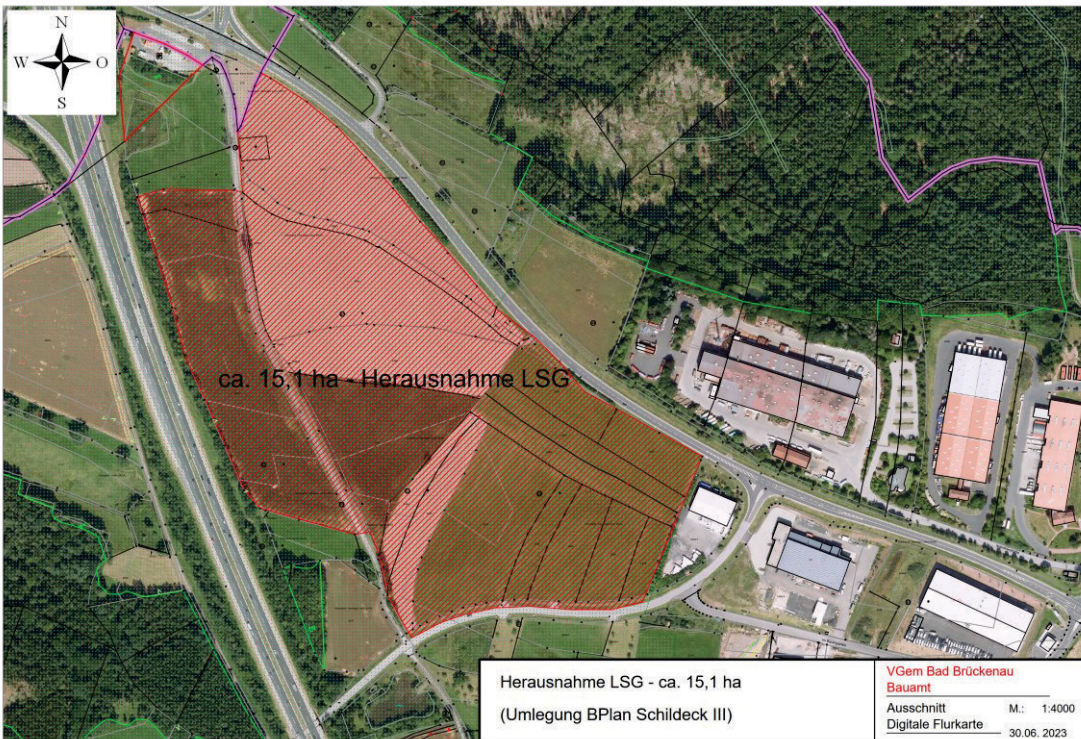 N
W O
S
ca. 15,1 ha - Herausnahme LSG
Herausnahme LSG - ca. 15,1 ha
(Umlegung BPlan Schildeck III)
VGem Bad Brückenau
Bauamt
Ausschnitt M.: 1:4000
Digitale Flurkarte 30.06. 2023